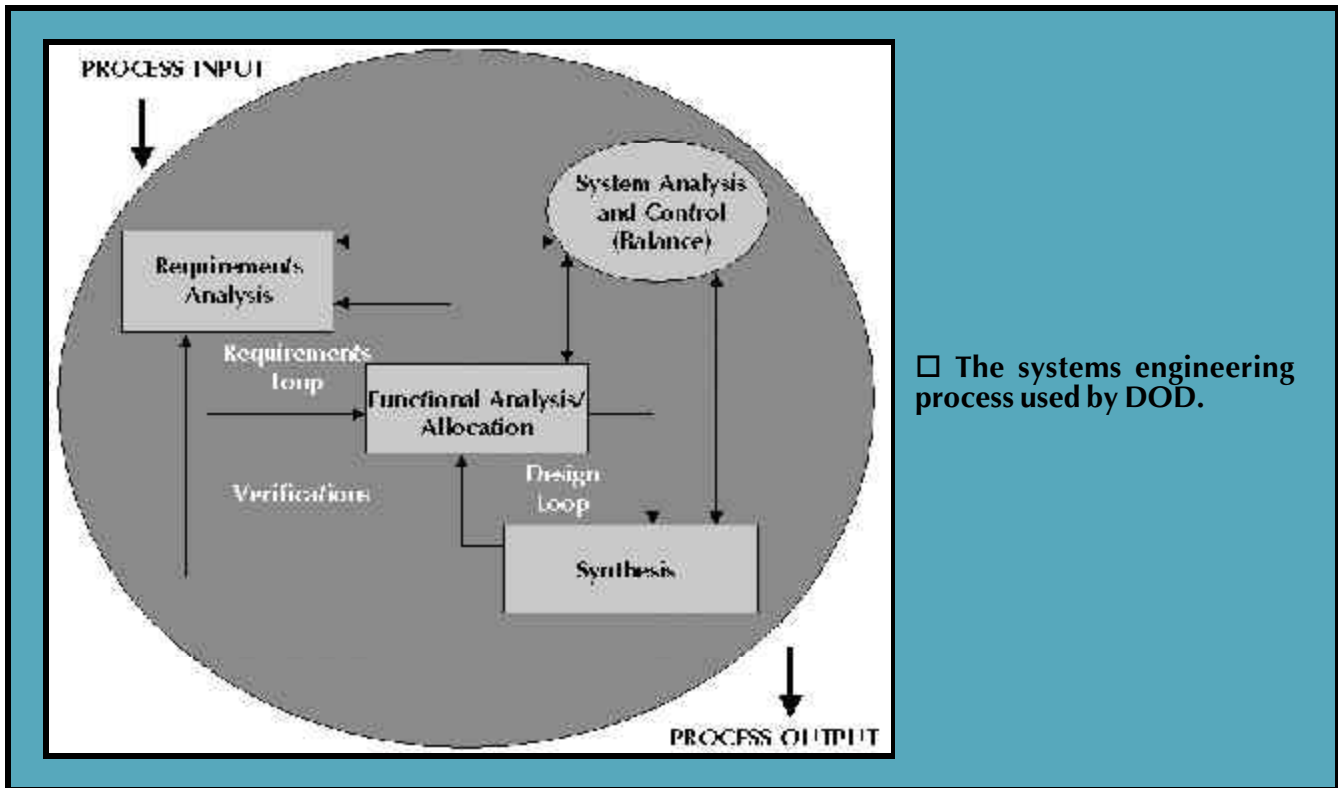 PROCESS INPUT
System Analysis
and Control
(Balance)
Requirements
Analysis
Requirements
Loop
Functional Analysis/
Allocation
Verifications
Design
Loop
Synthesis
PROCESS OUTPUT
☐ The systems engineering
process used by DOD.